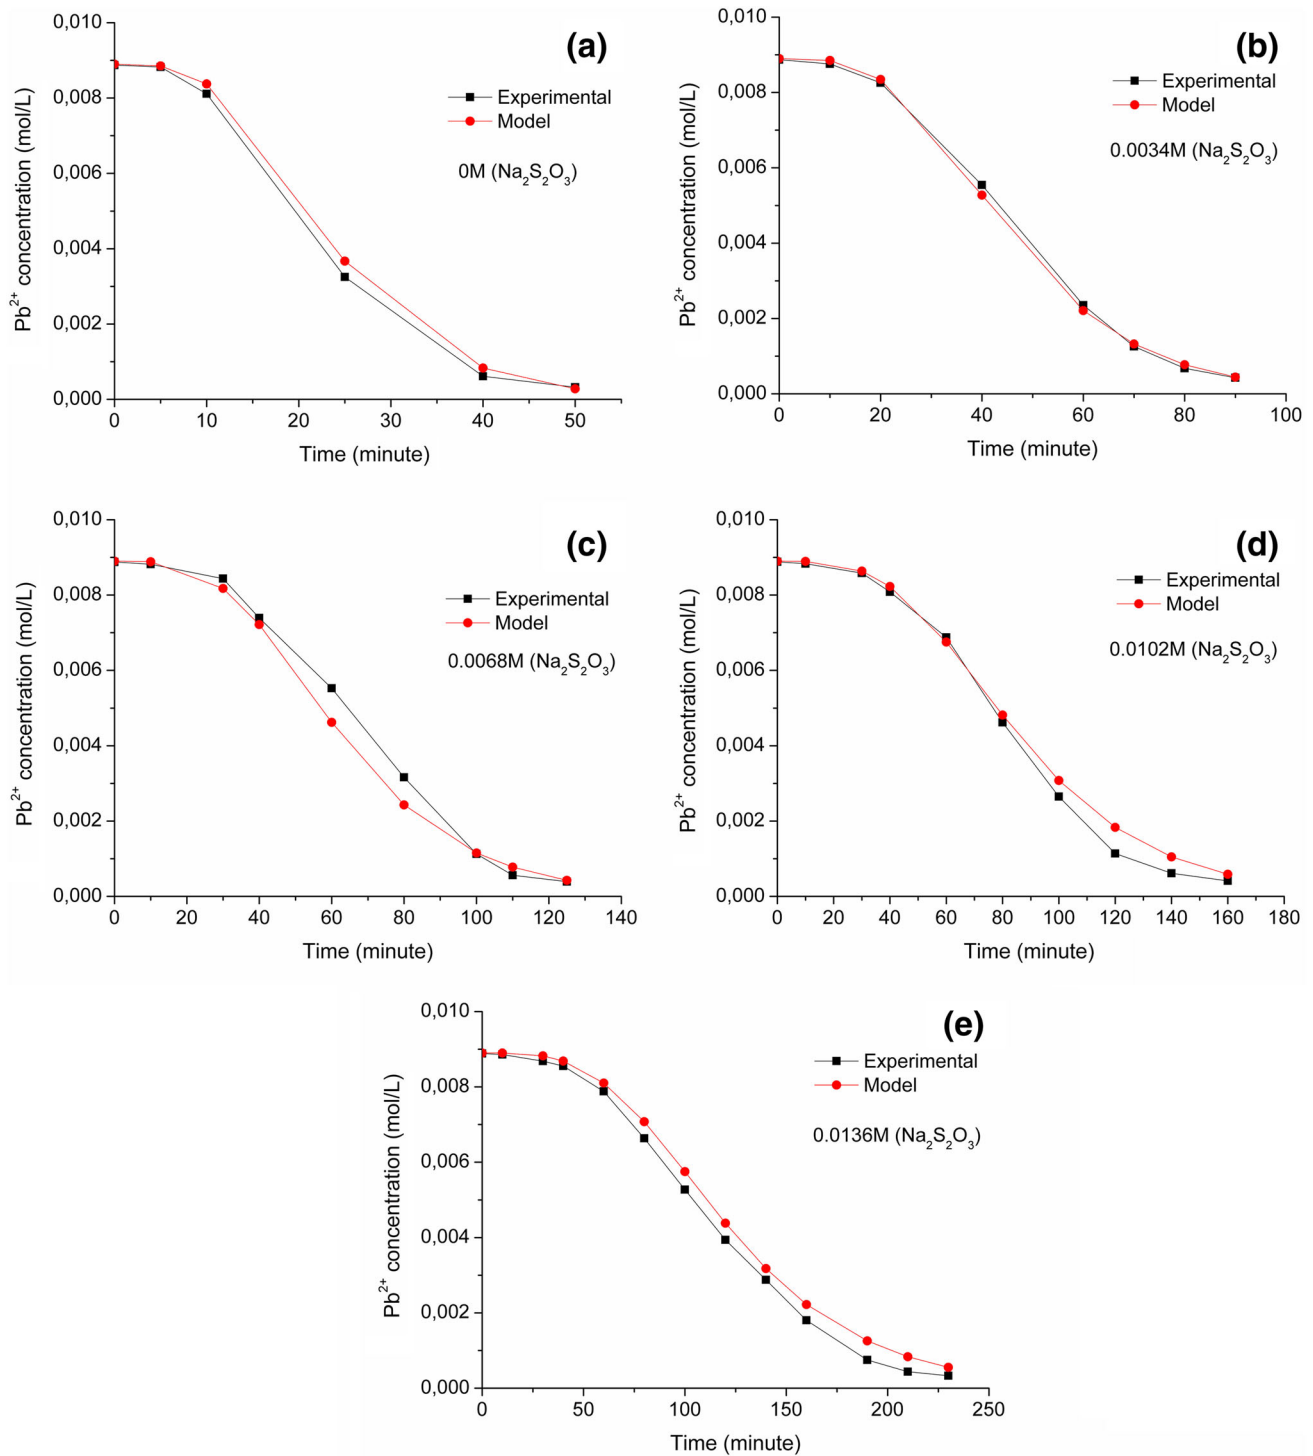 (a)
Pb²⁺ concentration (mol/L)
0,010
0,008
0,006
0,004
0,002
0,000
Experimental
Model
0M (Na₂S₂O₃)
0 10 20 30 40 50
Time (minute)
(b)
Pb²⁺ concentration (mol/L)
0,010
0,008
0,006
0,004
0,002
0,000
Experimental
Model
0.0034M (Na₂S₂O₃)
0 20 40 60 80 100
Time (minute)
(c)
Pb²⁺ concentration (mol/L)
0,010
0,008
0,006
0,004
0,002
0,000
Experimental
Model
0.0068M (Na₂S₂O₃)
0 20 40 60 80 100 120 140
Time (minute)
(d)
Pb²⁺ concentration (mol/L)
0,010
0,008
0,006
0,004
0,002
0,000
Experimental
Model
0.0102M (Na₂S₂O₃)
0 20 40 60 80 100 120 140 160 180
Time (minute)
(e)
Pb²⁺ concentration (mol/L)
0,010
0,008
0,006
0,004
0,002
0,000
Experimental
Model
0.0136M (Na₂S₂O₃)
0 50 100 150 200 250
Time (minute)